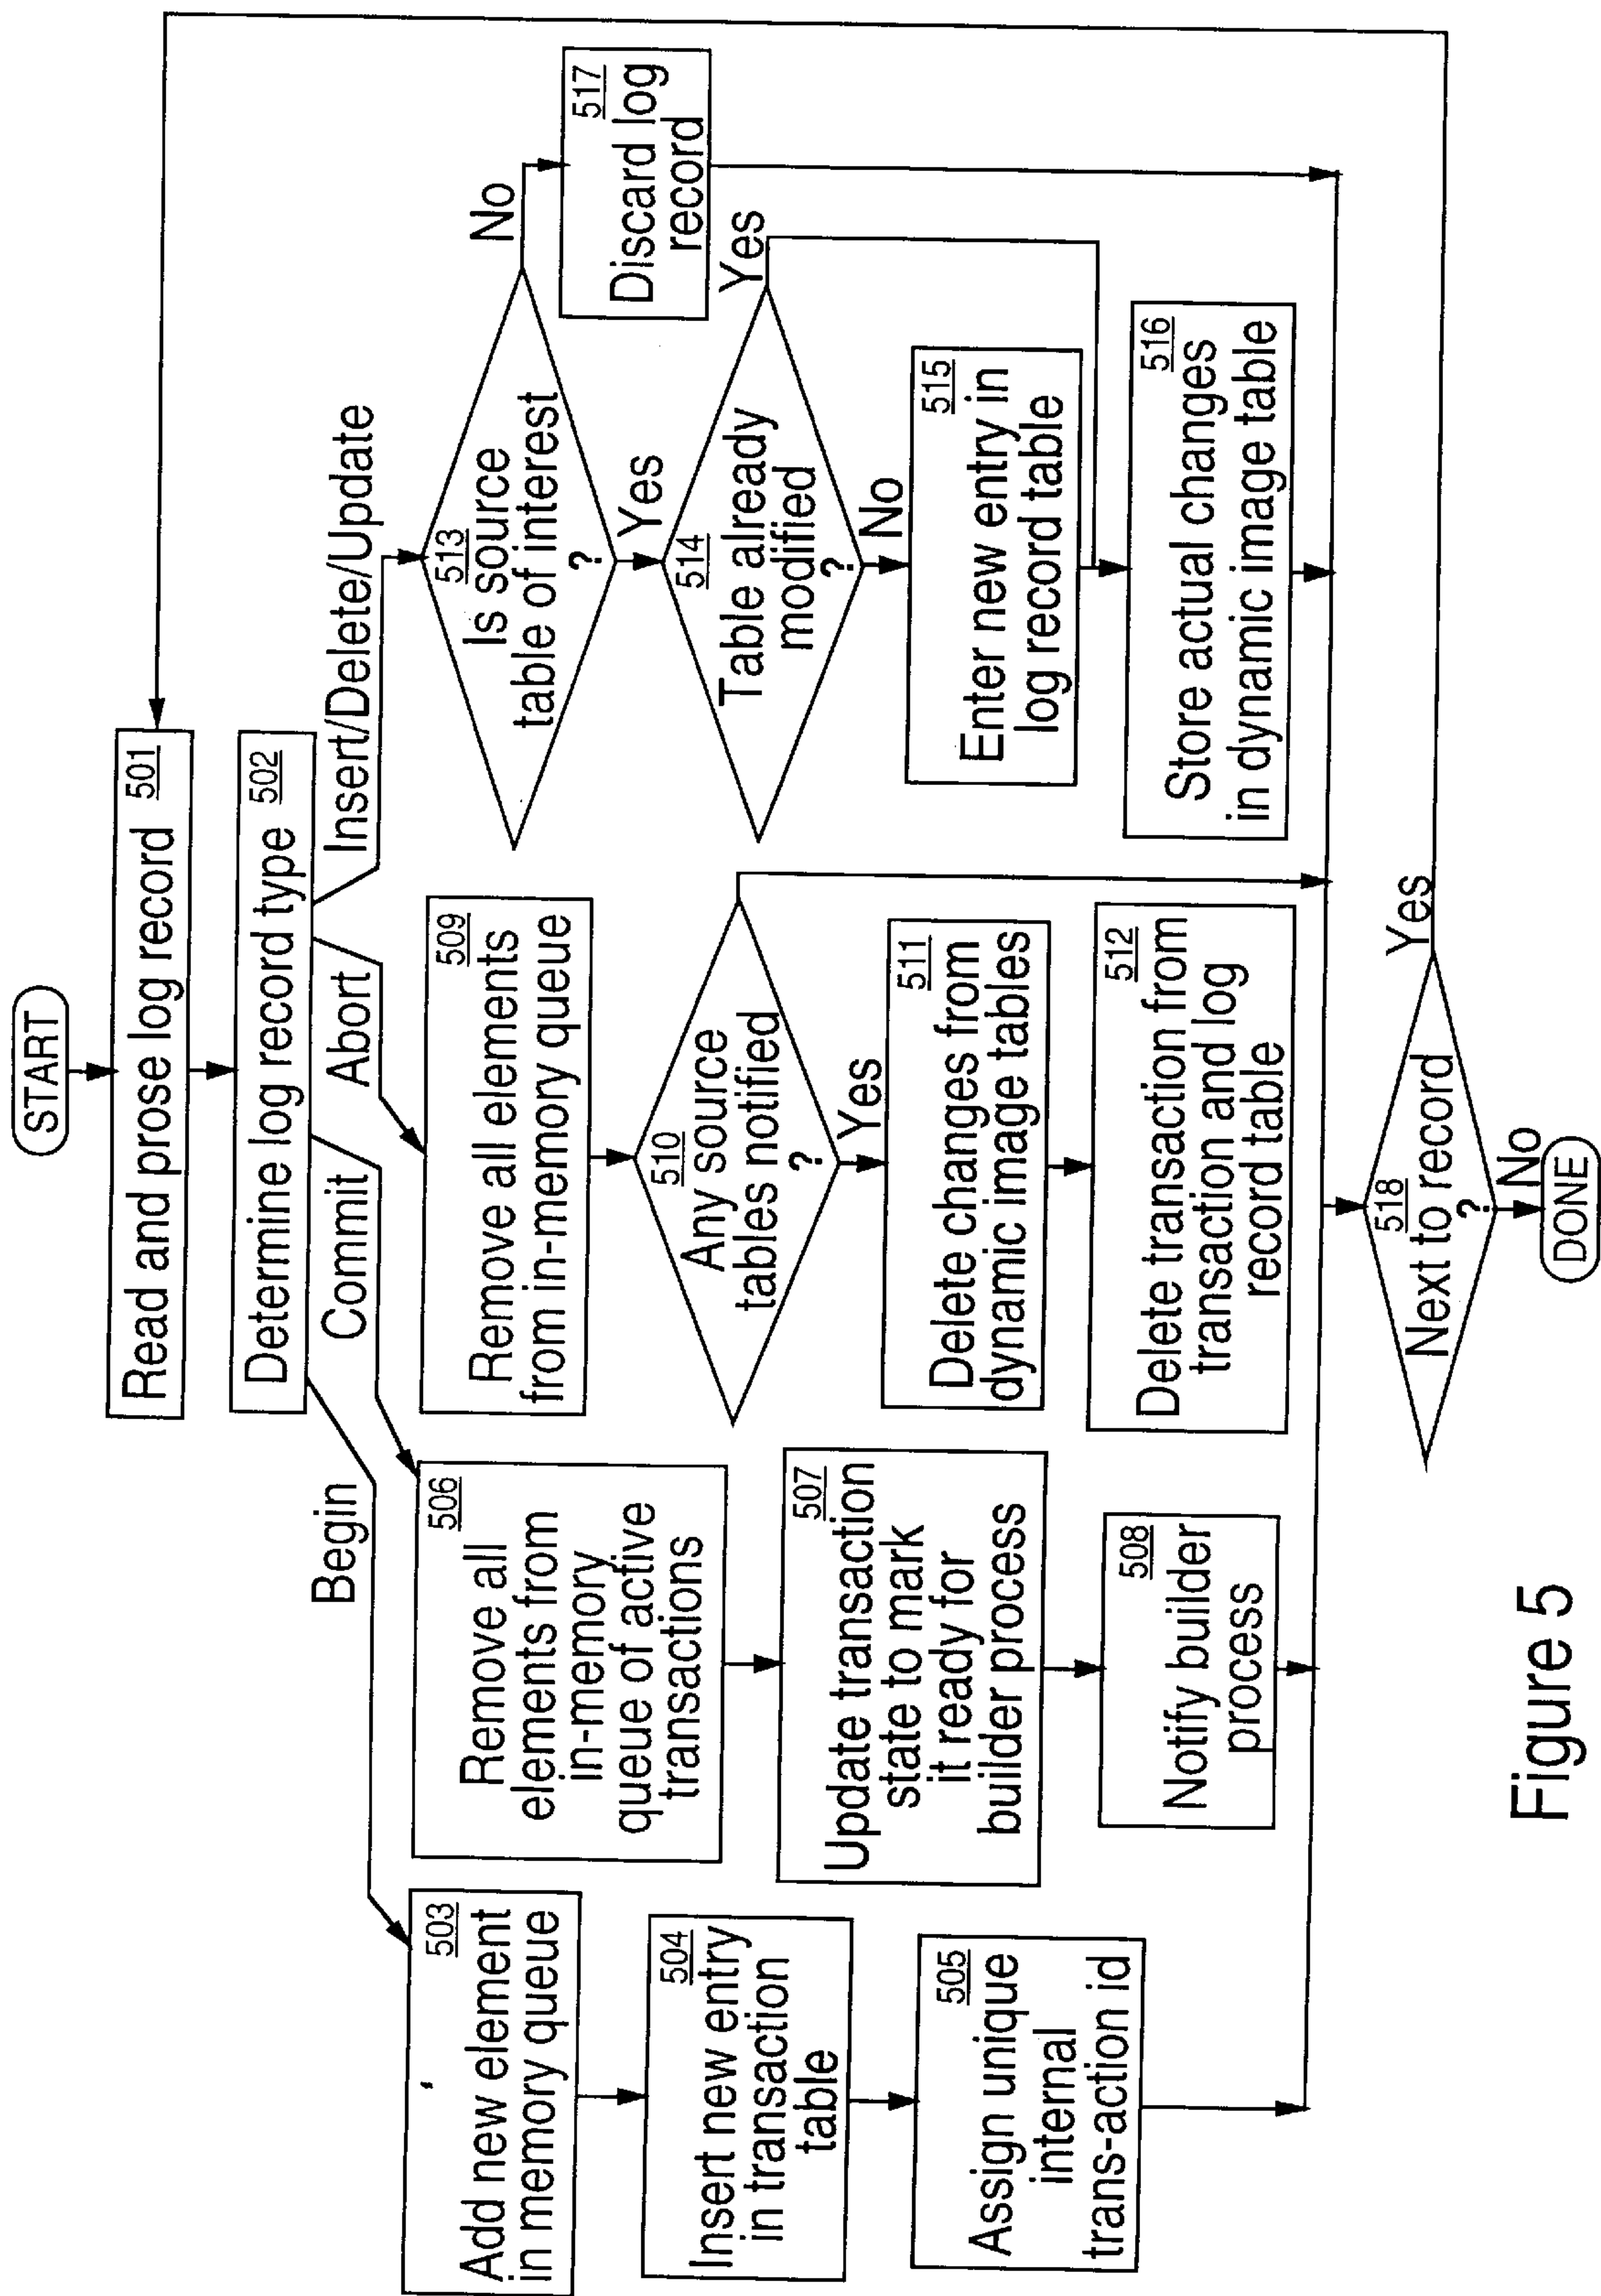 START
Read and prose log record 501
Determine log record type 502
Begin
Commit
Abort
Insert/Delete/Update
503
Add new element
in memory queue
504
Insert new entry
in transaction
table
505
Assign unique
internal
trans-action id
506
Remove all
elements from
in-memory
queue of active
transactions
507
Update transaction
state to mark
it ready for
builder process
508
Notify builder
process
509
Remove all elements
from in-memory queue
510
Any source
tables notified
?
Yes
511
Delete changes from
dynamic image tables
512
Delete transaction from
transaction and log
record table
513
Is source
table of interest
?
No
Yes
517
Discard log
record
514
Table already
modified
?
Yes
No
515
Enter new entry in
log record table
516
Store actual changes
in dynamic image table
518
Next to record
?
Yes
No
DONE
Figure 5